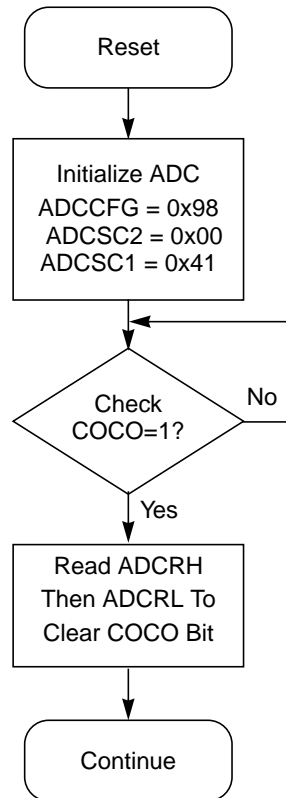 Reset
Initialize ADC
ADCCFG = 0x98
ADCSC2 = 0x00
ADCSC1 = 0x41
Check
COCO=1?
No
Yes
Read ADCRH
Then ADCRL To
Clear COCO Bit
Continue